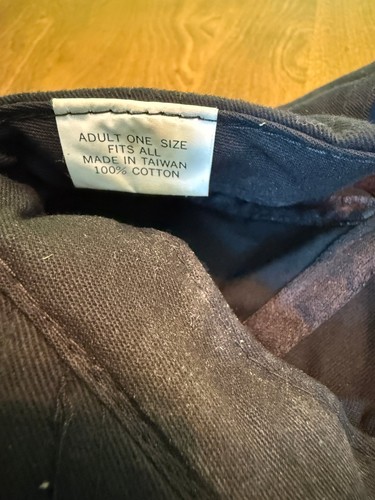 ADULT ONE SIZE
FITS ALL
MADE IN TAIWAN
100% COTTON